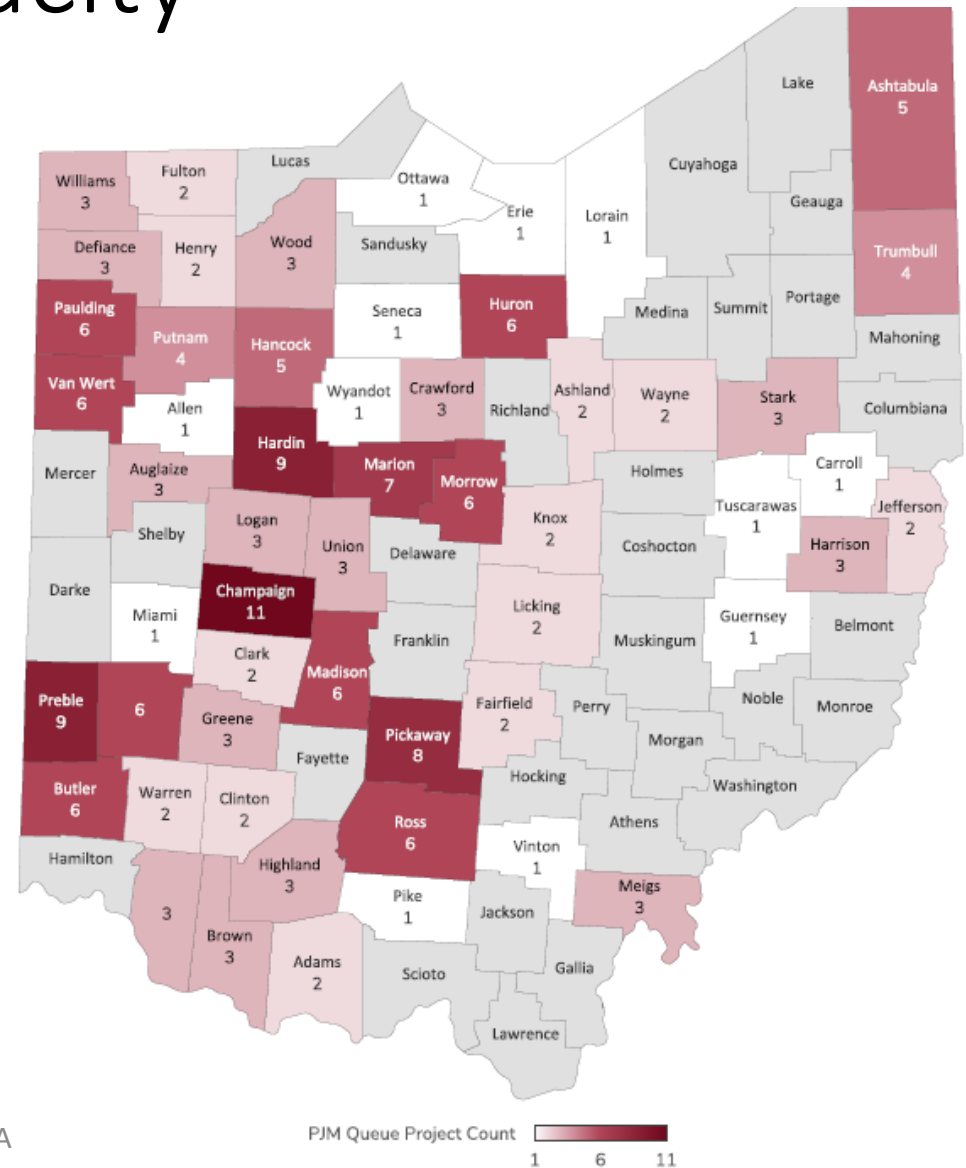 Lake
Ashtabula
5
Cuyahoga
Lucas
Fulton
2
Williams
3
Ottawa
1
Geauga
Erie
1
Lorain
1
Wood
3
Sandusky
Henry
2
Defiance
3
Trumbull
4
Portage
Summit
Medina
Huron
6
Seneca
1
Paulding
6
Putnam
4
Hancock
5
Mahoning
Van Wert
6
Allen
1
Wyandot
1
Crawford
3
Richland
Ashland
2
Wayne
2
Stark
3
Columbiana
Hardin
9
Marion
7
Morrow
6
Mercer
Auglaize
3
Holmes
Carroll
1
Tuscarawas
1
Jefferson
2
Shelby
Logan
3
Union
3
Delaware
Knox
2
Coshocton
Harrison
3
Darke
Champaign
11
Miami
1
Licking
2
Franklin
Muskingum
Guernsey
1
Belmont
Clark
2
Madison
6
Preble
9
6
Greene
3
Fayette
Pickaway
8
Fairfield
2
Perry
Noble
Monroe
Morgan
Hocking
Washington
Butler
6
Warren
2
Clinton
2
Ross
6
Athens
Hamilton
Highland
3
Vinton
1
Pike
1
Meigs
3
Jackson
3
Brown
3
Adams
2
Scioto
Gallia
Lawrence
A
PJM Queue Project Count
1 6 11